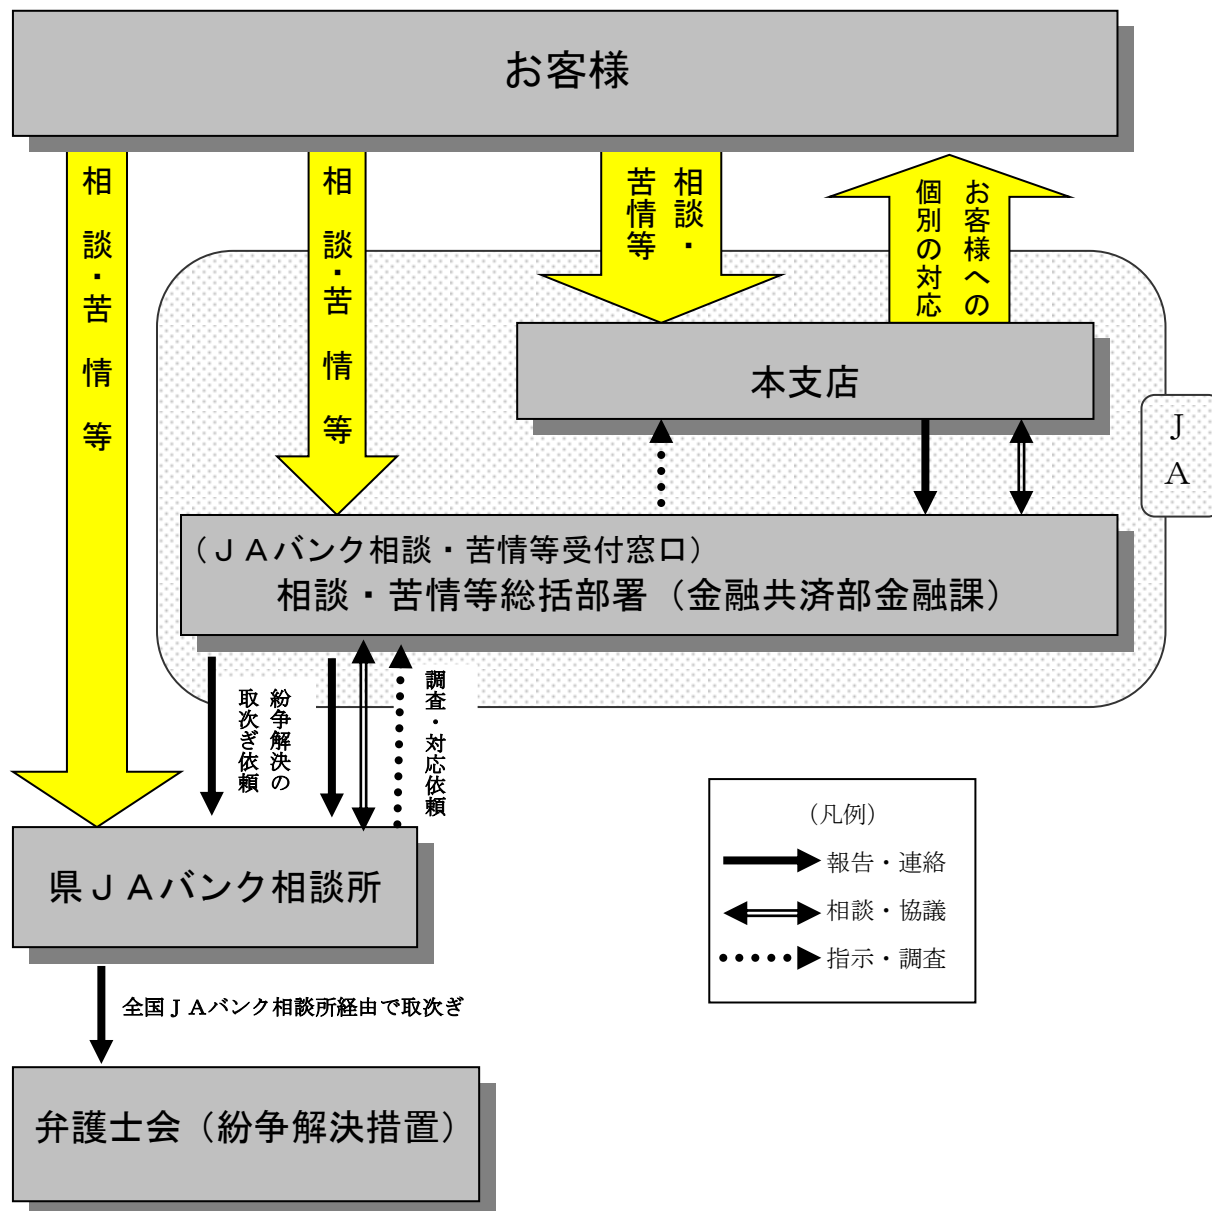 お客様
相談・苦情等
相談・苦情等
相談・
苦情等
お客様への
個別の対応
本支店
ＪＡ
（ＪＡバンク相談・苦情等受付窓口）
相談・苦情等総括部署（金融共済部金融課）
紛争解決の
取次ぎ依頼
調査・対応依頼
（凡例）
報告・連絡
相談・協議
指示・調査
県ＪＡバンク相談所
全国ＪＡバンク相談所経由で取次ぎ
弁護士会（紛争解決措置）